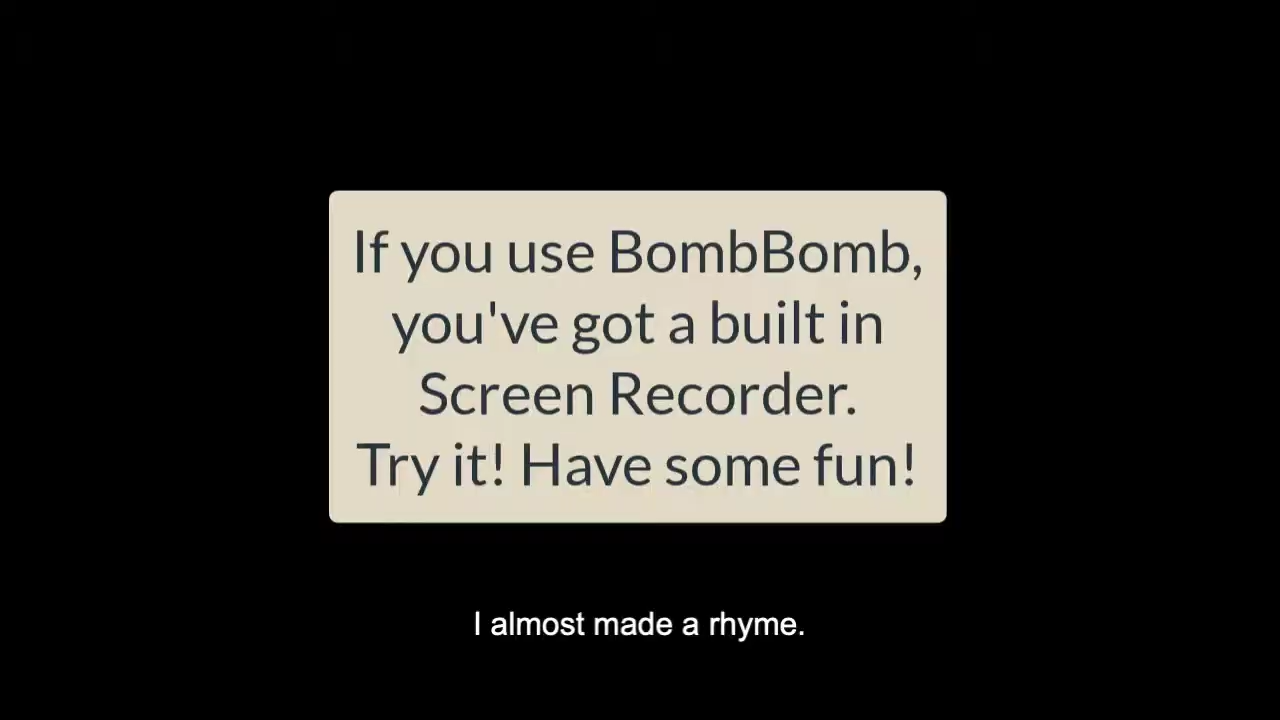 If you use BombBomb,
you've got a built in
Screen Recorder.
Try it! Have some fun!
I almost made a rhyme.